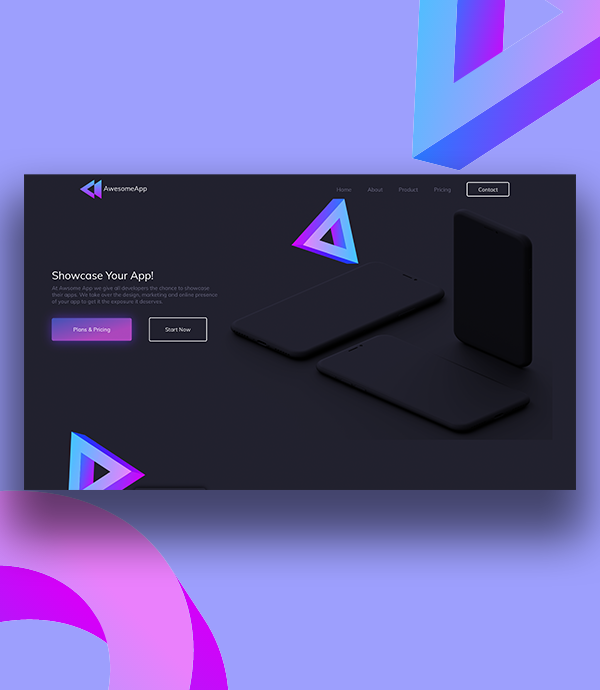 AwesomeApp
Home About Product Pricing Contact
Showcase Your App!
At Awsome App we give all developers the chance to showcase
their apps. We take over the design, marketing and online presence
of your app to get it the exposure it deserves.
Plans & Pricing Start Now